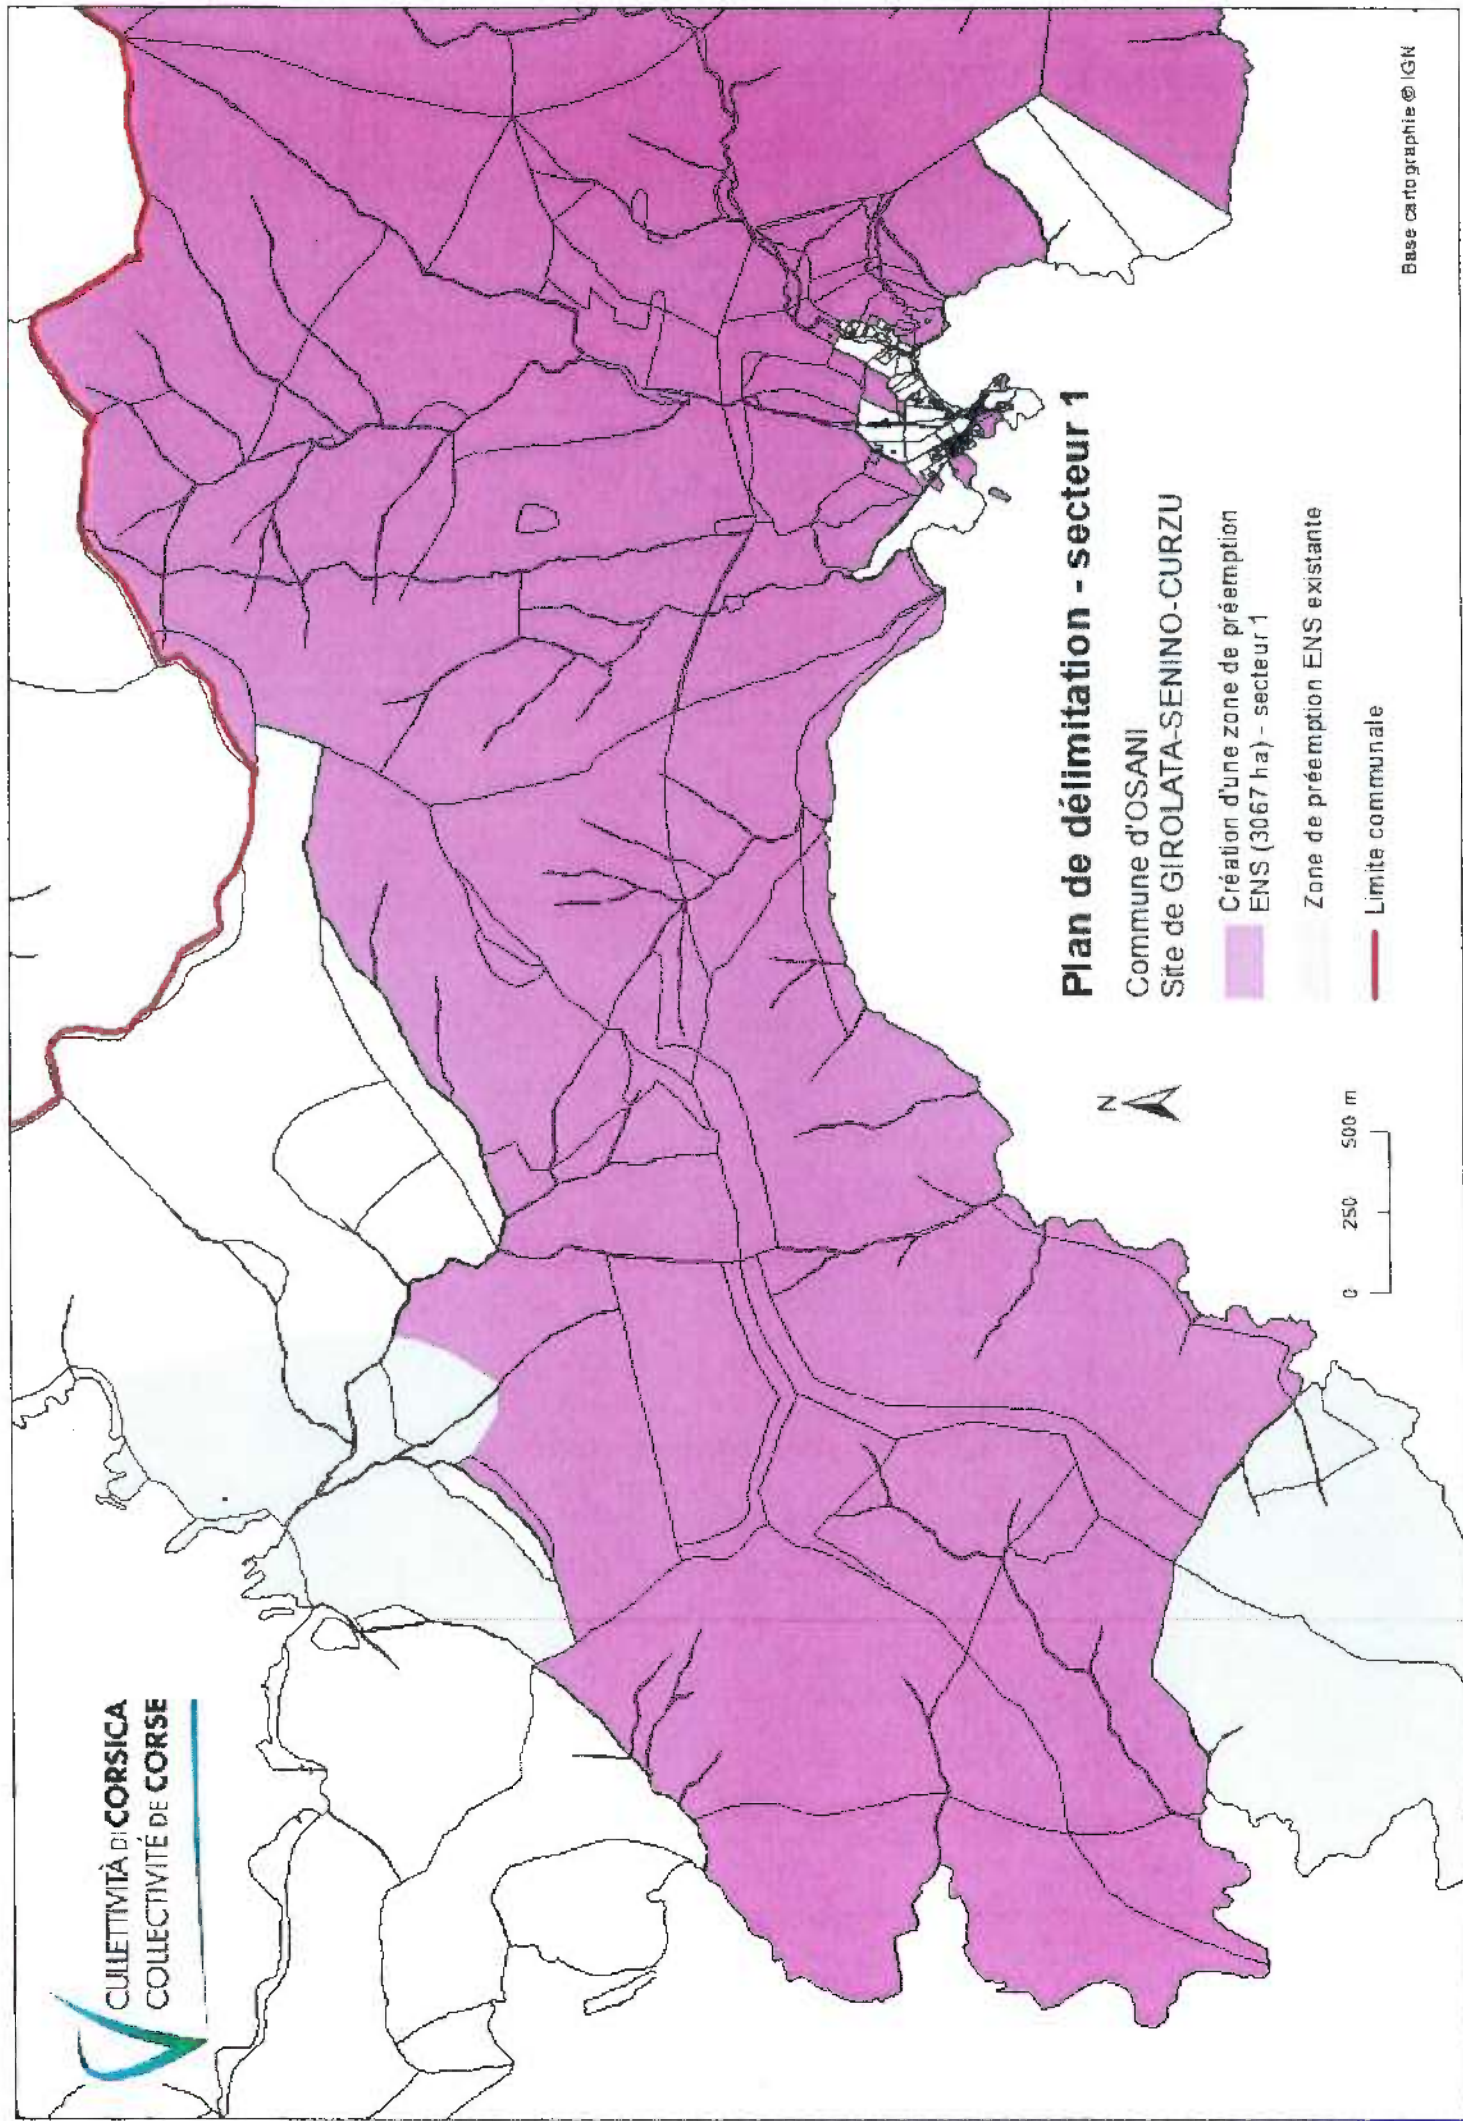 CULLETTIVITÀ DI CORSICA
COLLECTIVITÉ DE CORSE
Plan de délimitation - secteur 1
Commune d'OSANI
Site de GIROLATA-SENINO-CURZU
Création d'une zone de préemption
ENS (3067 ha) - secteur 1
Zone de préemption ENS existante
Limite communale
N
0 250 500 m
Base cartographie © IGN